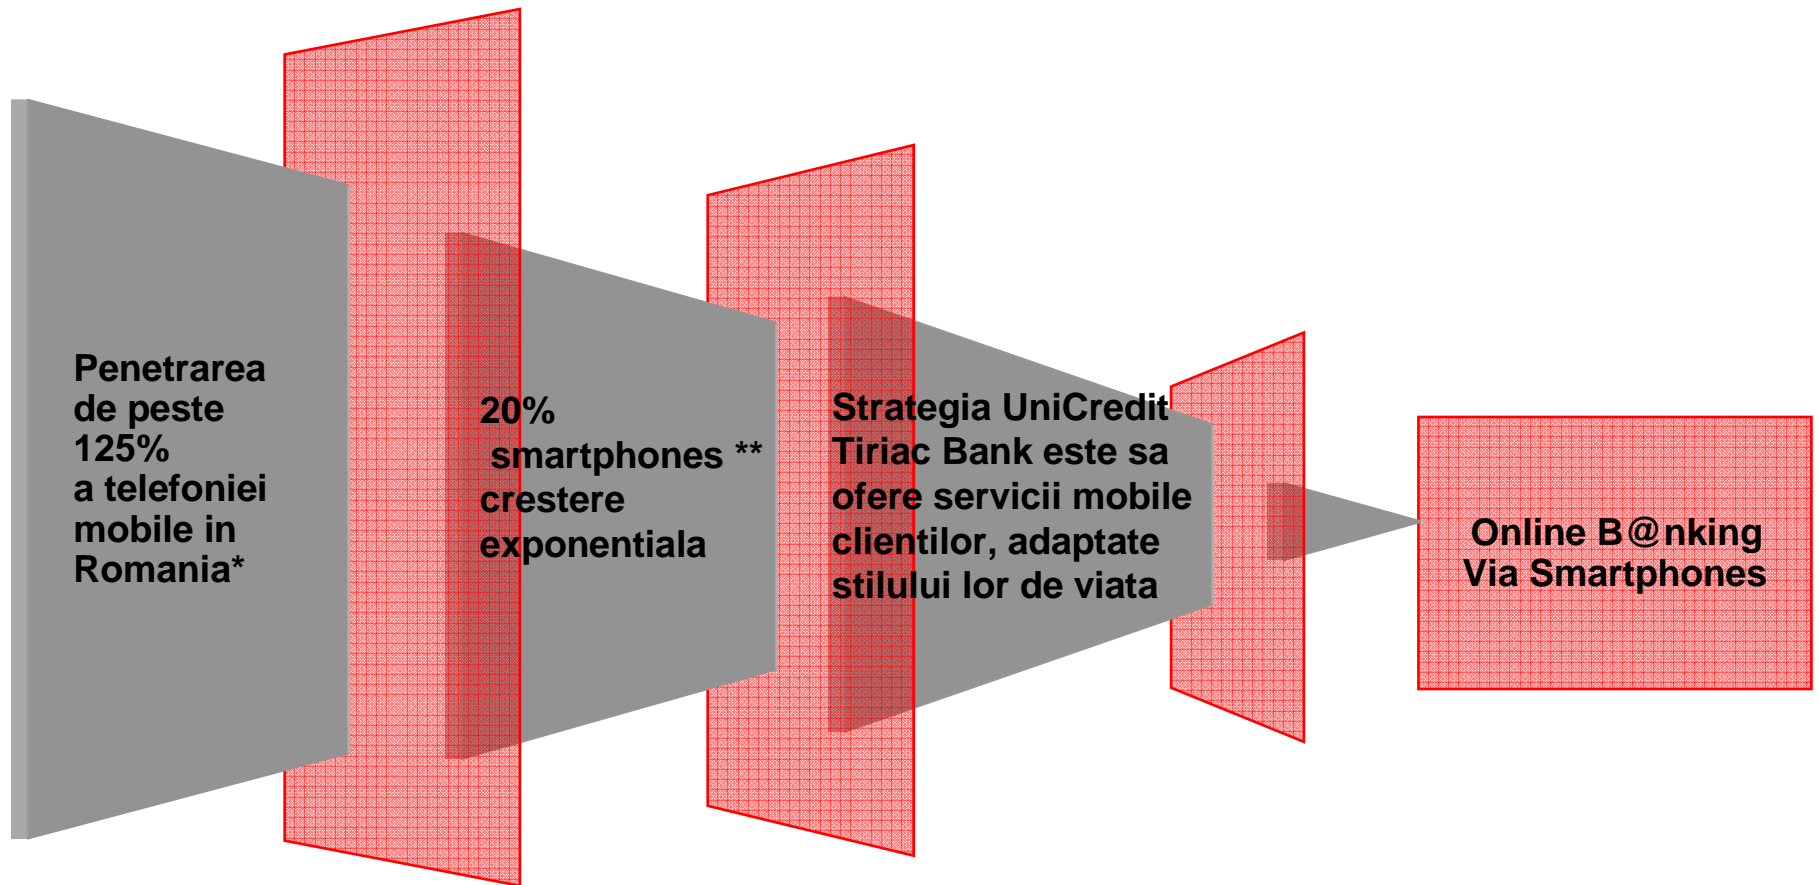 Penetrarea
de peste
125%
a telefoniei
mobile in
Romania*
20%
smartphones **
crestere
exponentiala
Strategia UniCredit
Tiriac Bank este sa
ofere servicii mobile
clientilor, adaptate
stilului lor de viata
Online B@nking
Via Smartphones